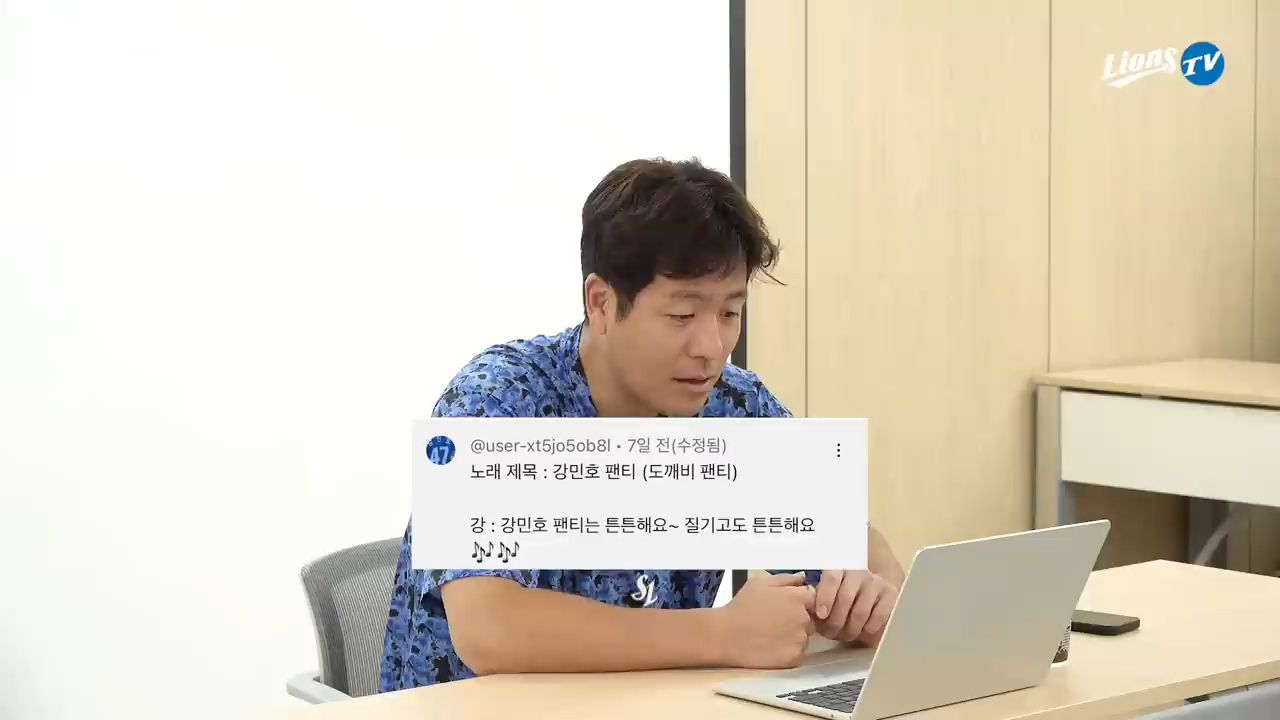 Lions TV
@user-xt5jo5ob8l • 7일 전(수정됨)
47
노래 제목 : 강민호 팬티 (도깨비 팬티)
강 : 강민호 팬티는 튼튼해요~ 질기고도 튼튼해요
🎶🎶
SL